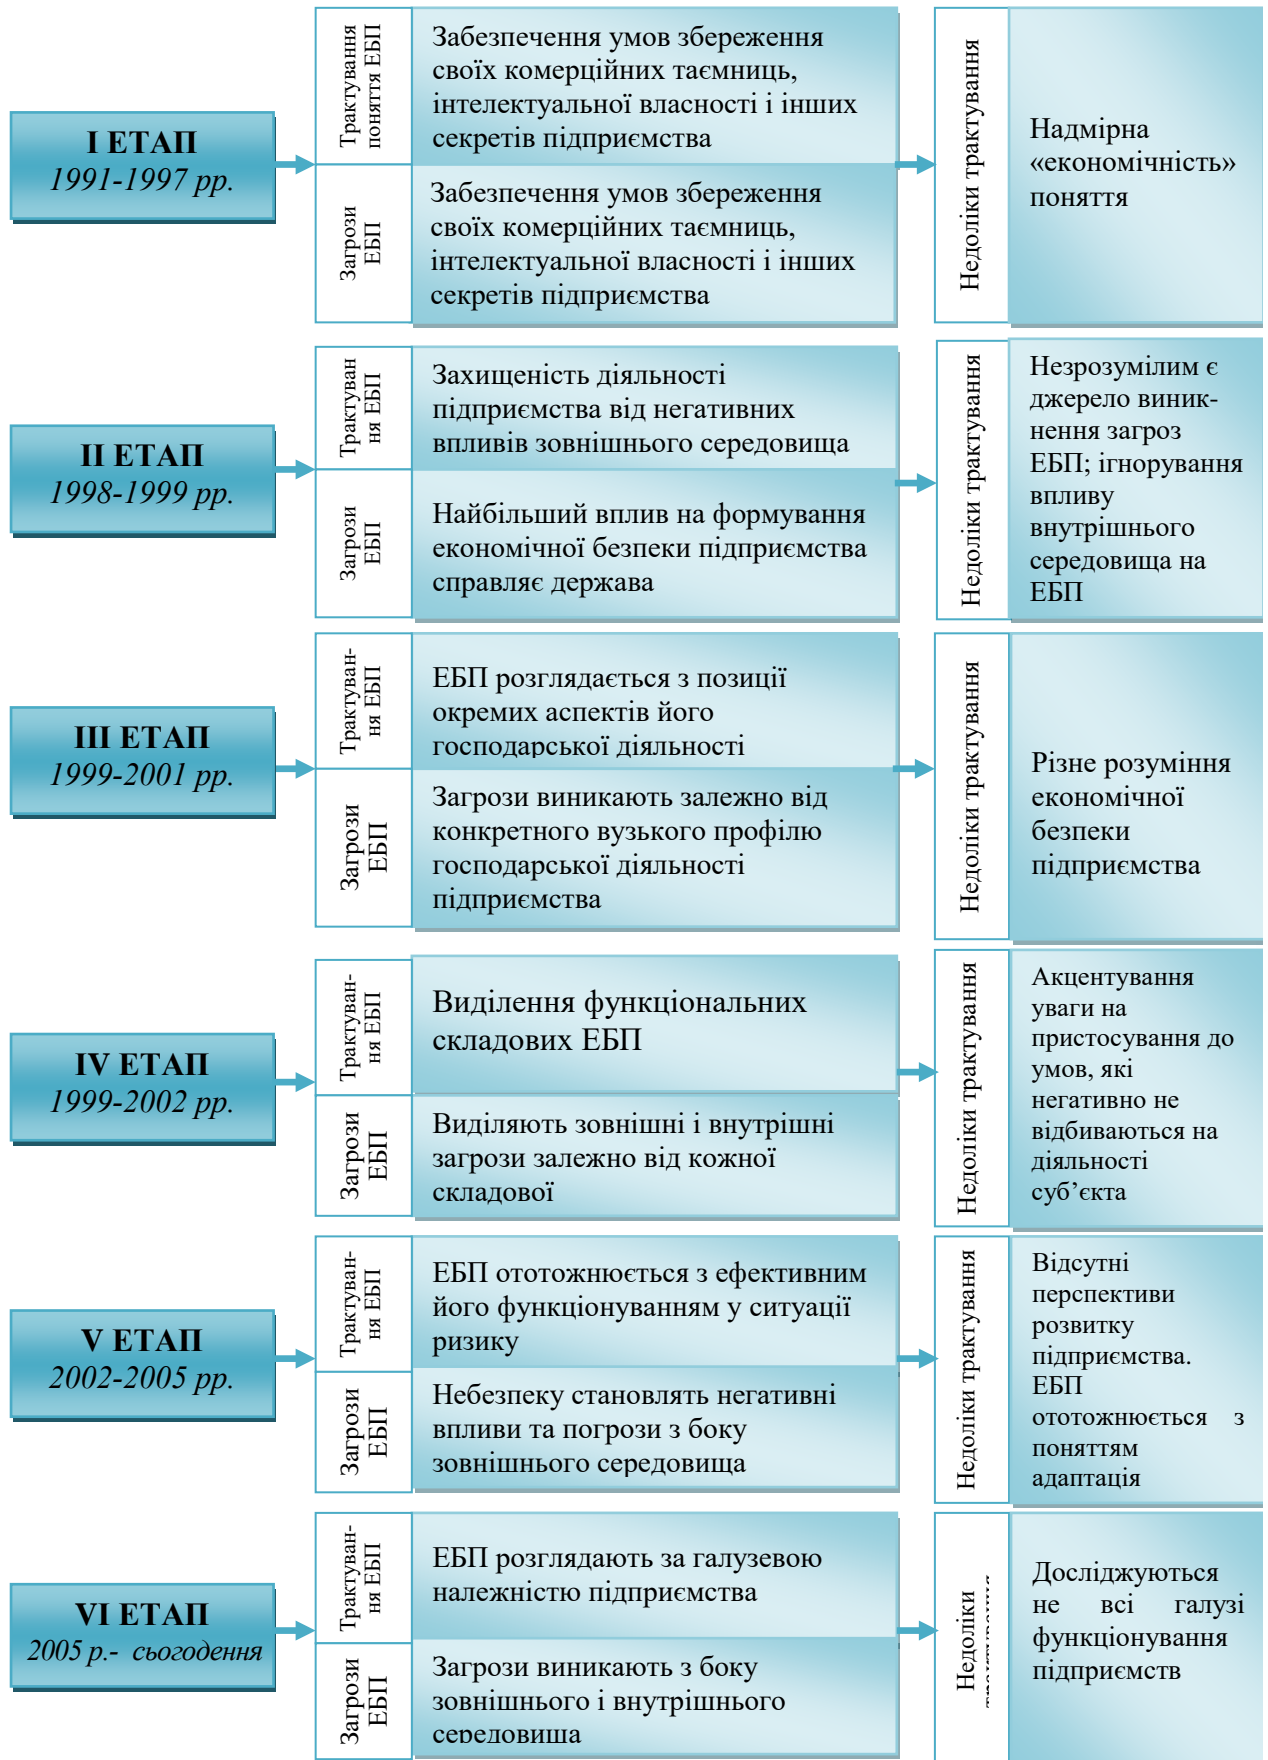 І ЕТАП
1991-1997 рр.
Трактування
поняття ЕБП
Забезпечення умов збереження
своїх комерційних таємниць,
інтелектуальної власності і інших
секретів підприємства
Загрози
ЕБП
Забезпечення умов збереження
своїх комерційних таємниць,
інтелектуальної власності і інших
секретів підприємства
Недоліки трактування
Надмірна
«економічність»
поняття
ІІ ЕТАП
1998-1999 рр.
Трактуван
ня ЕБП
Захищеність діяльності
підприємства від негативних
впливів зовнішнього середовища
Загрози
ЕБП
Найбільший вплив на формування
економічної безпеки підприємства
справляє держава
Недоліки трактування
Незрозумілим є
джерело виник-
нення загроз
ЕБП; ігнорування
впливу
внутрішнього
середовища на
ЕБП
ІІІ ЕТАП
1999-2001 рр.
Трактуван-
ня ЕБП
ЕБП розглядається з позиції
окремих аспектів його
господарської діяльності
Загрози
ЕБП
Загрози виникають залежно від
конкретного вузького профілю
господарської діяльності
підприємства
Недоліки трактування
Різне розуміння
економічної
безпеки
підприємства
IV ЕТАП
1999-2002 рр.
Трактуван-
ня ЕБП
Виділення функціональних
складових ЕБП
Загрози
ЕБП
Виділяють зовнішні і внутрішні
загрози залежно від кожної
складової
Недоліки трактування
Акцентування
уваги на
пристосування до
умов, які
негативно не
відбиваються на
діяльності
суб’єкта
V ЕТАП
2002-2005 рр.
Трактуван-
ня ЕБП
ЕБП ототожнюється з ефективним
його функціонуванням у ситуації
ризику
Загрози
ЕБП
Небезпеку становлять негативні
впливи та погрози з боку
зовнішнього середовища
Недоліки трактування
Відсутні
перспективи
розвитку
підприємства.
ЕБП
ототожнюється з
поняттям
адаптація
VI ЕТАП
2005 р.- сьогодення
Трактуван-
ня ЕБП
ЕБП розглядають за галузевою
належністю підприємства
Загрози
ЕБП
Загрози виникають з боку
зовнішнього і внутрішнього
середовища
Недоліки
трактування
Досліджуються
не всі галузі
функціонування
підприємств